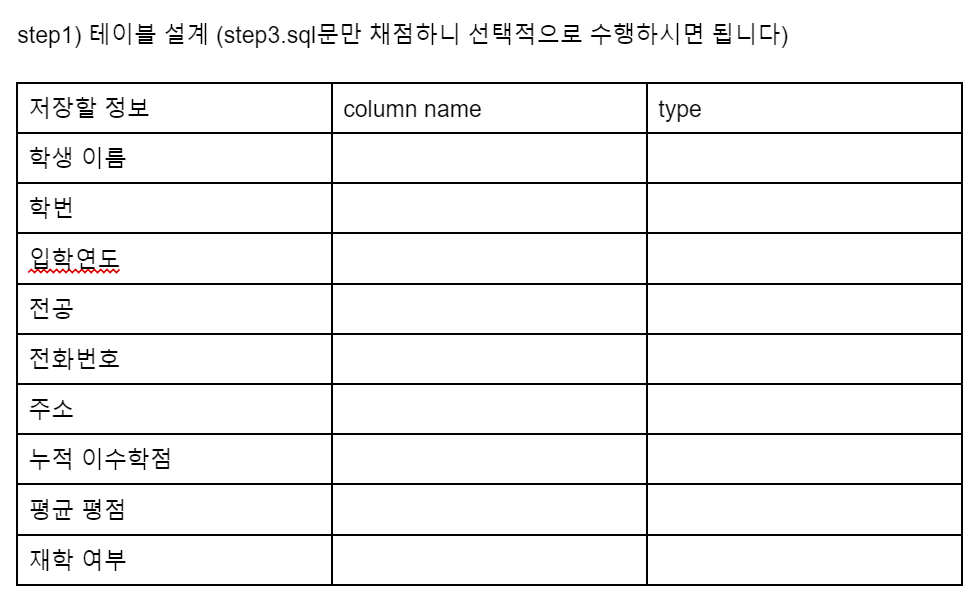 step1) 테이블 설계 (step3.sql문만 채점하니 선택적으로 수행하시면 됩니다)
저장할 정보 column name type
학생 이름
학번
입학연도
전공
전화번호
주소
누적 이수학점
평균 평점
재학 여부